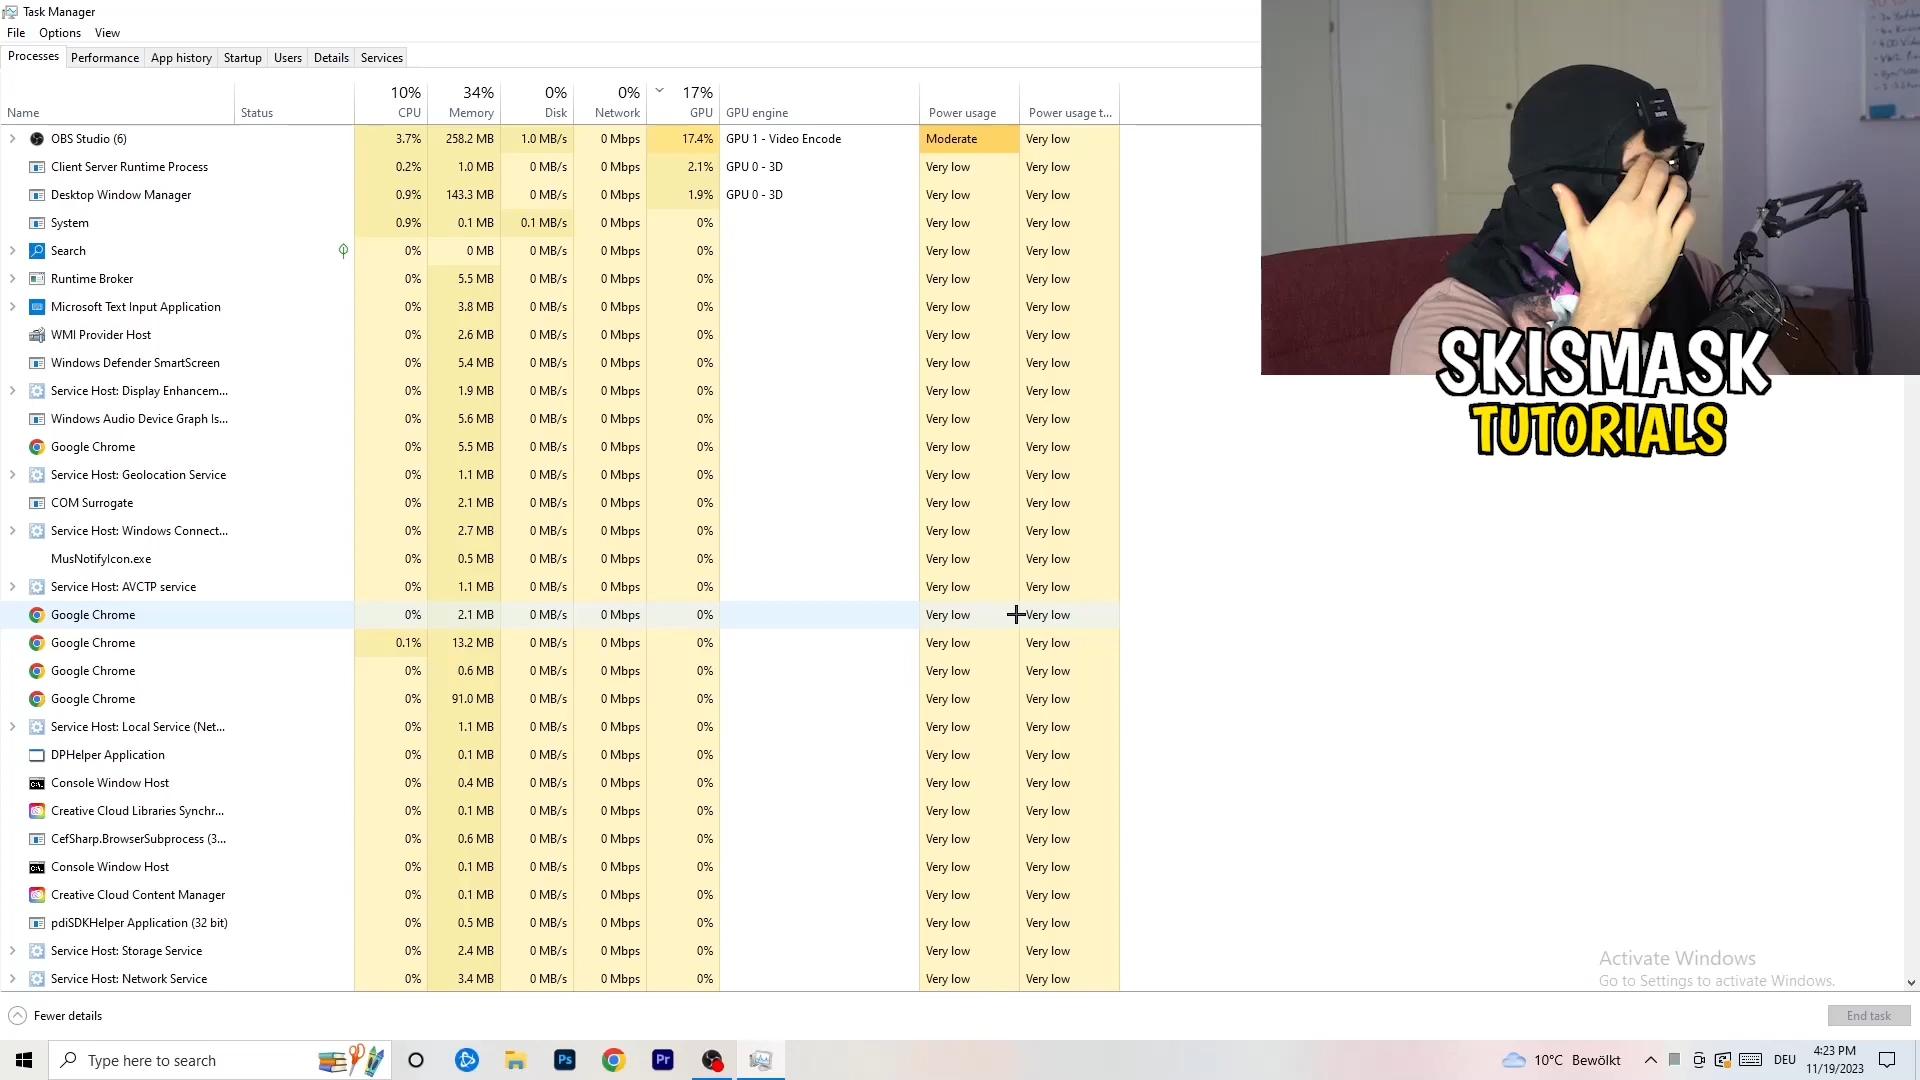 Task Manager
File Options View
Processes Performance App history Startup Users Details Services
10% 34% 0% 0% 17%
Name Status CPU Memory Disk Network GPU GPU engine Power usage Power usage t...
OBS Studio (6) 3.7% 258.2 MB 1.0 MB/s 0 Mbps 17.4% GPU 1 - Video Encode Moderate Very low
Client Server Runtime Process 0.2% 1.0 MB 0 MB/s 0 Mbps 2.1% GPU 0 - 3D Very low Very low
Desktop Window Manager 0.9% 143.3 MB 0 MB/s 0 Mbps 1.9% GPU 0 - 3D Very low Very low
System 0.9% 0.1 MB 0.1 MB/s 0 Mbps 0% Very low Very low
Search 0% 0 MB 0 MB/s 0 Mbps 0% Very low Very low
Runtime Broker 0% 5.5 MB 0 MB/s 0 Mbps 0% Very low Very low
Microsoft Text Input Application 0% 3.8 MB 0 MB/s 0 Mbps 0% Very low Very low
WMI Provider Host 0% 2.6 MB 0 MB/s 0 Mbps 0% Very low Very low
Windows Defender SmartScreen 0% 5.4 MB 0 MB/s 0 Mbps 0% Very low Very low
Service Host: Display Enhancem... 0% 1.9 MB 0 MB/s 0 Mbps 0% Very low Very low
Windows Audio Device Graph Is... 0% 5.6 MB 0 MB/s 0 Mbps 0% Very low Very low
Google Chrome 0% 5.5 MB 0 MB/s 0 Mbps 0% Very low Very low
Service Host: Geolocation Service 0% 1.1 MB 0 MB/s 0 Mbps 0% Very low Very low
COM Surrogate 0% 2.1 MB 0 MB/s 0 Mbps 0% Very low Very low
Service Host: Windows Connect... 0% 2.7 MB 0 MB/s 0 Mbps 0% Very low Very low
MusNotifyIcon.exe 0% 0.5 MB 0 MB/s 0 Mbps 0% Very low Very low
Service Host: AVCTP service 0% 1.1 MB 0 MB/s 0 Mbps 0% Very low Very low
Google Chrome 0% 2.1 MB 0 MB/s 0 Mbps 0% Very low Very low
Google Chrome 0.1% 13.2 MB 0 MB/s 0 Mbps 0% Very low Very low
Google Chrome 0% 0.6 MB 0 MB/s 0 Mbps 0% Very low Very low
Google Chrome 0% 91.0 MB 0 MB/s 0 Mbps 0% Very low Very low
Service Host: Local Service (Net... 0% 1.1 MB 0 MB/s 0 Mbps 0% Very low Very low
DPHelper Application 0% 0.1 MB 0 MB/s 0 Mbps 0% Very low Very low
Console Window Host 0% 0.4 MB 0 MB/s 0 Mbps 0% Very low Very low
Creative Cloud Libraries Synchr... 0% 0.1 MB 0 MB/s 0 Mbps 0% Very low Very low
CefSharp.BrowserSubprocess (3... 0% 0.6 MB 0 MB/s 0 Mbps 0% Very low Very low
Console Window Host 0% 0.1 MB 0 MB/s 0 Mbps 0% Very low Very low
Creative Cloud Content Manager 0% 0.1 MB 0 MB/s 0 Mbps 0% Very low Very low
pdiSDKHelper Application (32 bit) 0% 0.5 MB 0 MB/s 0 Mbps 0% Very low Very low
Service Host: Storage Service 0% 2.4 MB 0 MB/s 0 Mbps 0% Very low Very low
Service Host: Network Service 0% 3.4 MB 0 MB/s 0 Mbps 0% Very low Very low
SKISMASK
TUTORIALS
Activate Windows
Go to Settings to activate Windows.
Fewer details End task
Type here to search Ps Pr 10°C Bewölkt DEU 4:23 PM
11/19/2023